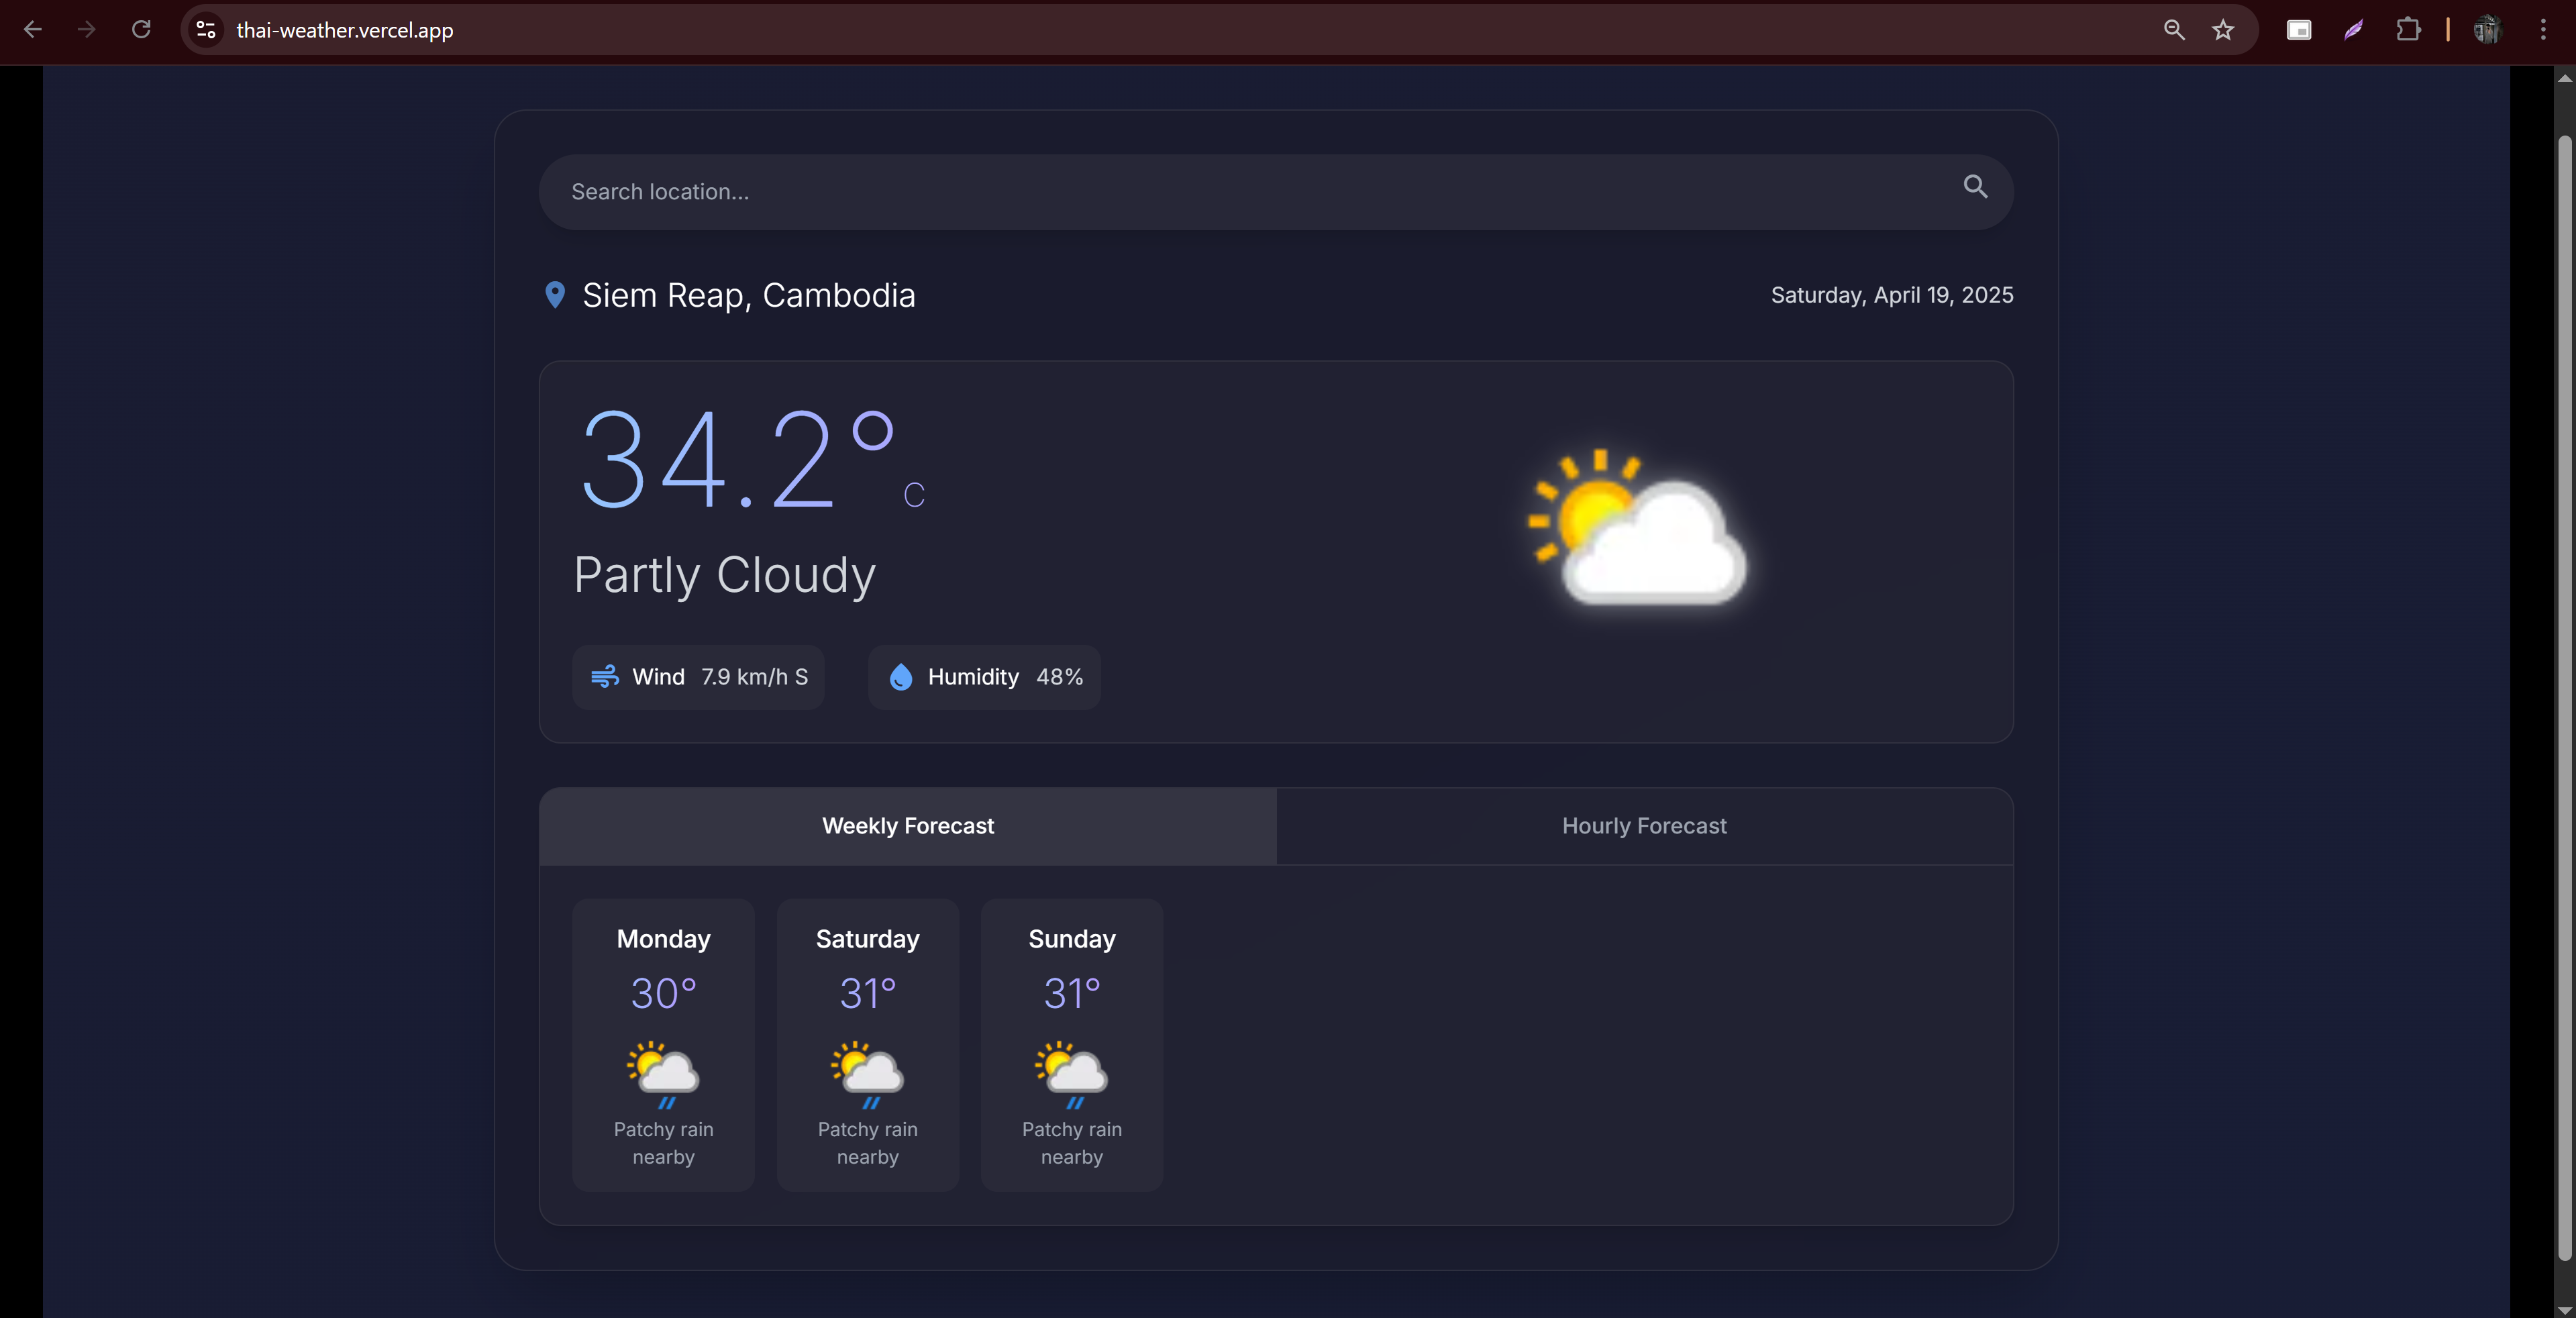 thai-weather.vercel.app
Search location...
Siem Reap, Cambodia
Saturday, April 19, 2025
34.2°C
Partly Cloudy
Wind 7.9 km/h S
Humidity 48%
Weekly Forecast
Hourly Forecast
Monday
30°
Patchy rain
nearby
Saturday
31°
Patchy rain
nearby
Sunday
31°
Patchy rain
nearby